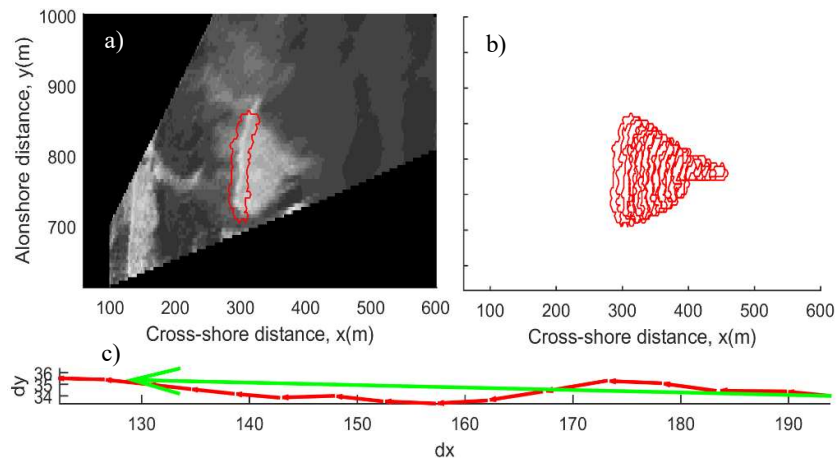 a)
1000
900
800
700
Alonshore distance, y(m)
100 200 300 400 500 600
Cross-shore distance, x(m)
b)
100 200 300 400 500 600
Cross-shore distance, x(m)
c)
36
35
34
dy
130 140 150 160 170 180 190
dx